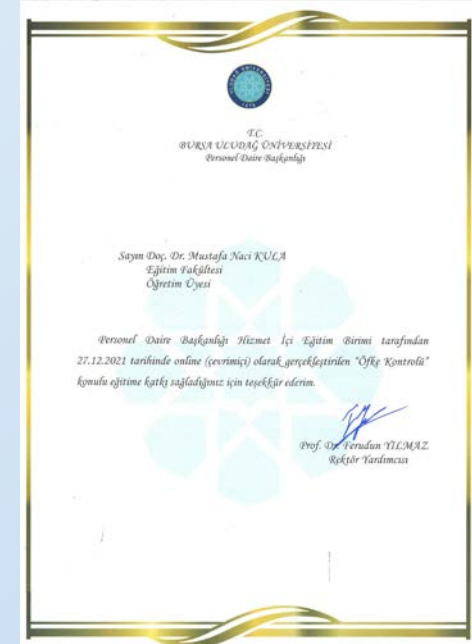 T.C.
BURSA ULUDAĞ ÜNİVERSİTESİ
Personel Daire Başkanlığı
Sayın Doç. Dr. Mustafa Naci KULA
Eğitim Fakültesi
Öğretim Üyesi
Personel Daire Başkanlığı Hizmet İçi Eğitim Birimi tarafından
27.12.2021 tarihinde online (çevrimiçi) olarak gerçekleştirilen "Öfke Kontrolü"
konulu eğitime katkı sağladığınız için teşekkür ederim.
Prof. Dr. Ferudun YILMAZ
Rektör Yardımcısı